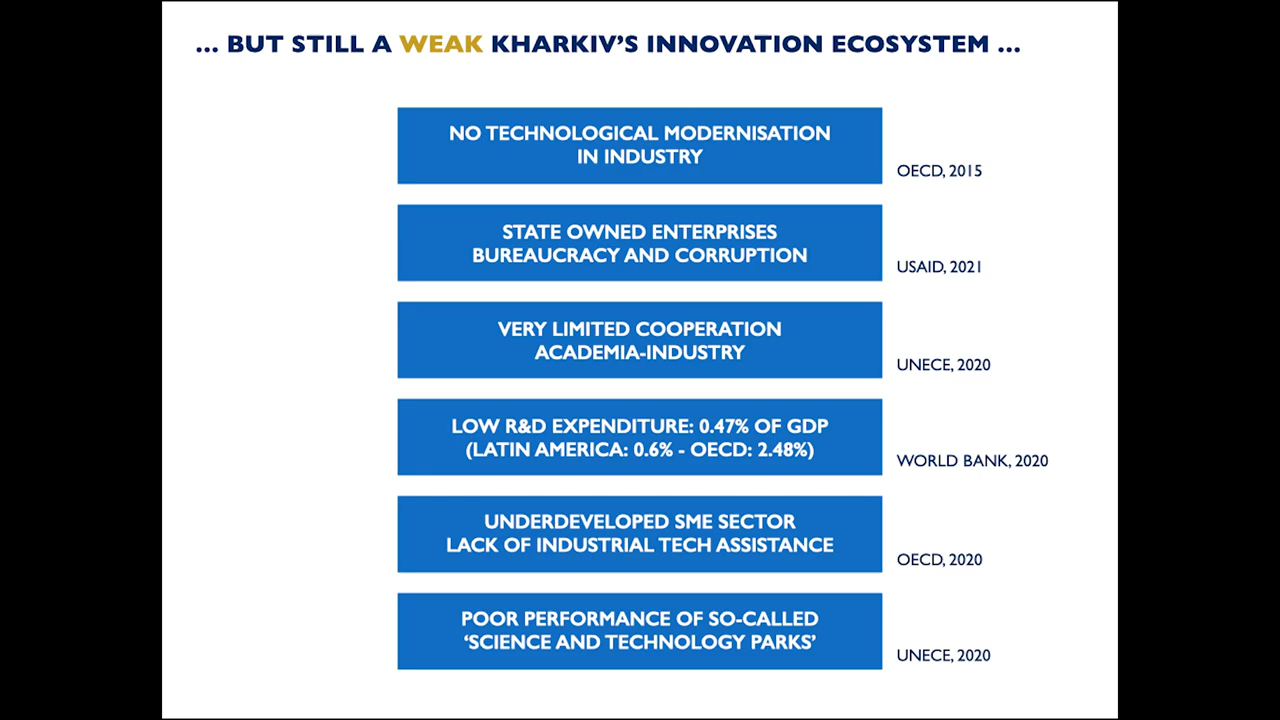 ... BUT STILL A WEAK KHARKIV’S INNOVATION ECOSYSTEM ...
NO TECHNOLOGICAL MODERNISATION
IN INDUSTRY
OECD, 2015
STATE OWNED ENTERPRISES
BUREAUCRACY AND CORRUPTION
USAID, 2021
VERY LIMITED COOPERATION
ACADEMIA-INDUSTRY
UNECE, 2020
LOW R&D EXPENDITURE: 0.47% OF GDP
(LATIN AMERICA: 0.6% - OECD: 2.48%)
WORLD BANK, 2020
UNDERDEVELOPED SME SECTOR
LACK OF INDUSTRIAL TECH ASSISTANCE
OECD, 2020
POOR PERFORMANCE OF SO-CALLED
‘SCIENCE AND TECHNOLOGY PARKS’
UNECE, 2020